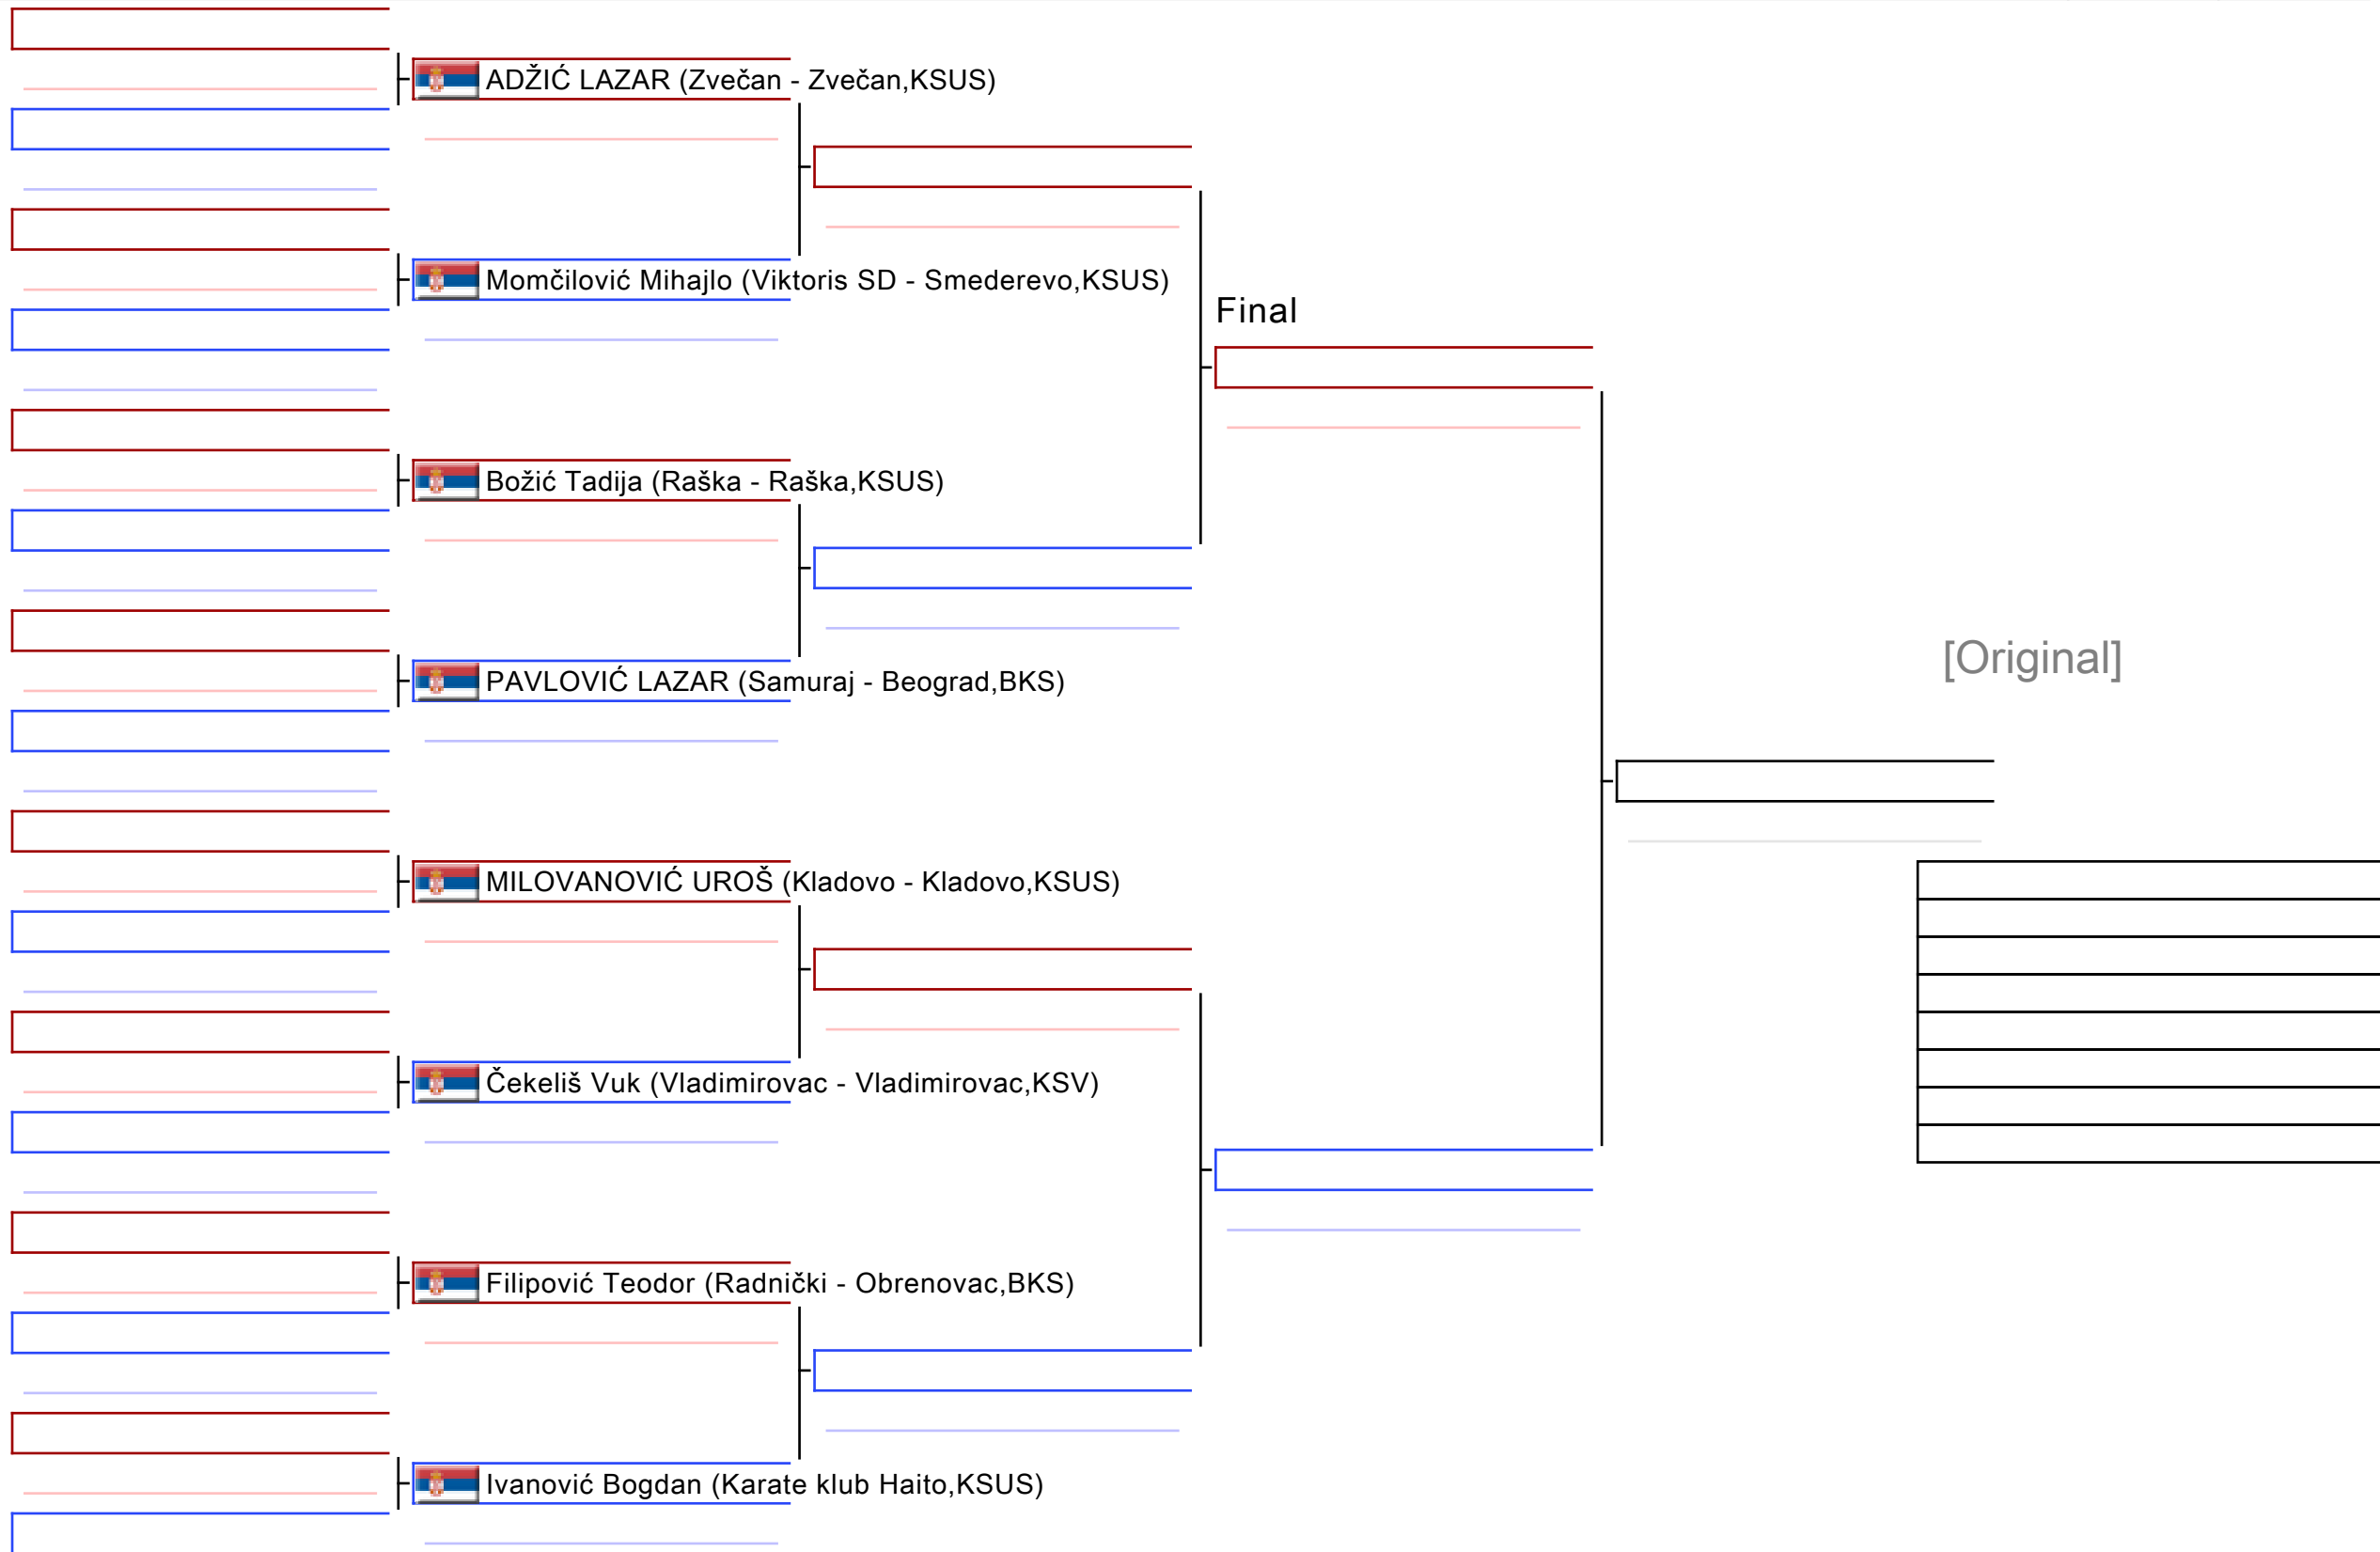 ADŽIĆ LAZAR (Zvečan - Zvečan,KSUS)
Momčilović Mihajlo (Viktoris SD - Smederevo,KSUS)
Final
Božić Tadija (Raška - Raška,KSUS)
[Original]
PAVLOVIĆ LAZAR (Samuraj - Beograd,BKS)
MILOVANOVIĆ UROŠ (Kladovo - Kladovo,KSUS)
Čekeliš Vuk (Vladimirovac - Vladimirovac,KSV)
Filipović Teodor (Radnički - Obrenovac,BKS)
Ivanović Bogdan (Karate klub Haito,KSUS)